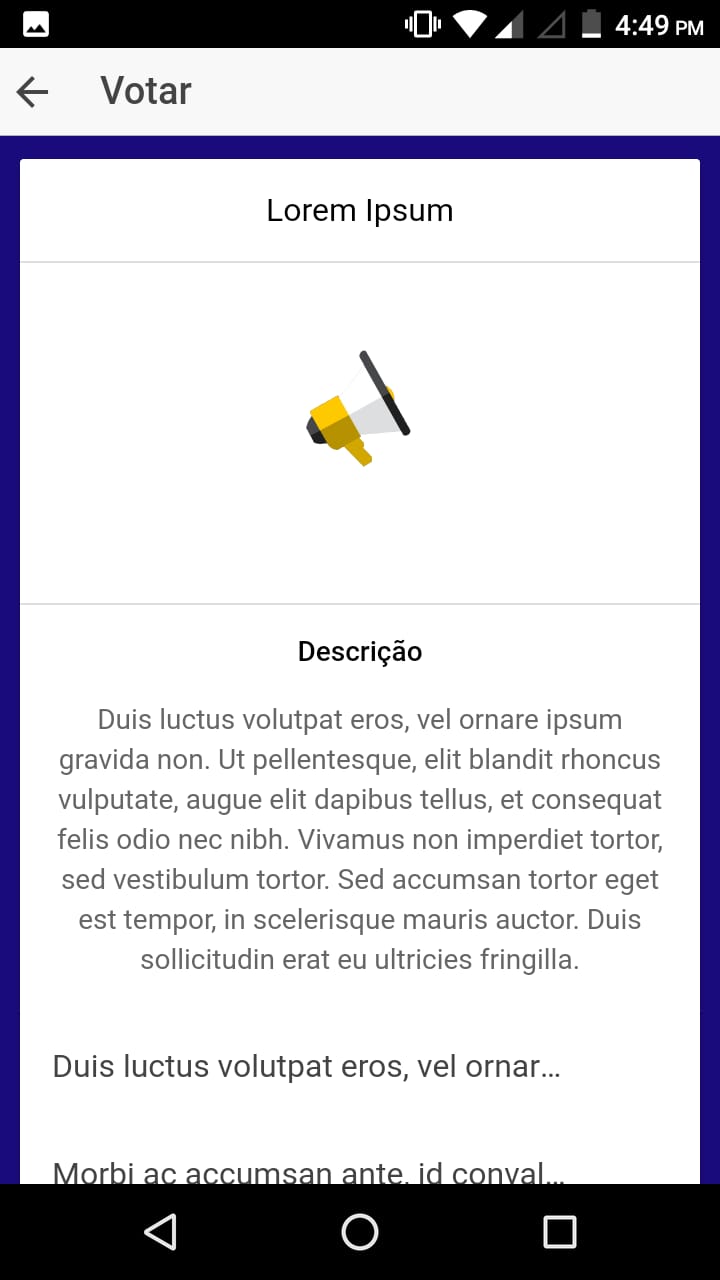 4:49 PM
Votar
Lorem Ipsum
Descrição
Duis luctus volutpat eros, vel ornare ipsum
gravida non. Ut pellentesque, elit blandit rhoncus
vulputate, augue elit dapibus tellus, et consequat
felis odio nec nibh. Vivamus non imperdiet tortor,
sed vestibulum tortor. Sed accumsan tortor eget
est tempor, in scelerisque mauris auctor. Duis
sollicitudin erat eu ultricies fringilla.
Duis luctus volutpat eros, vel ornar...
Morbi ac accumsan ante, id conval...